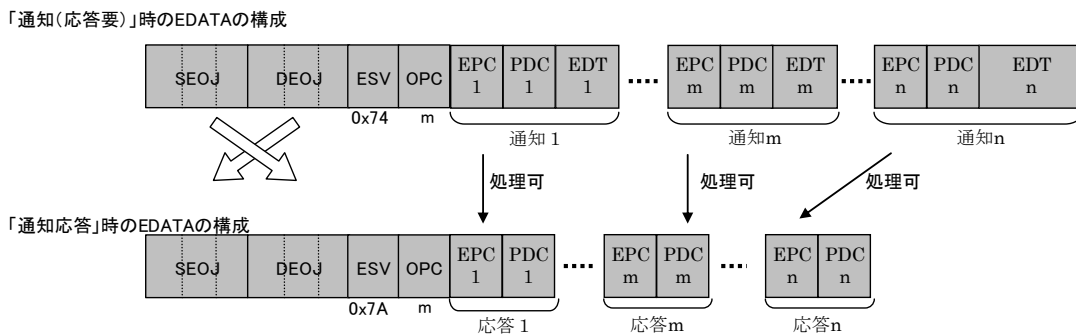 「通知(応答要)」時のEDATAの構成
SEOJ DEOJ ESV OPC EPC 1 PDC 1 EDT 1 ‥‥ EPC m PDC m EDT m ‥‥ EPC n PDC n EDT n
0x74 m
通知1 通知m 通知n
処理可 処理可 処理可
「通知応答」時のEDATAの構成
SEOJ DEOJ ESV OPC EPC 1 PDC 1 ‥‥ EPC m PDC m ‥‥ EPC n PDC n
0x7A m
応答1 応答m 応答n